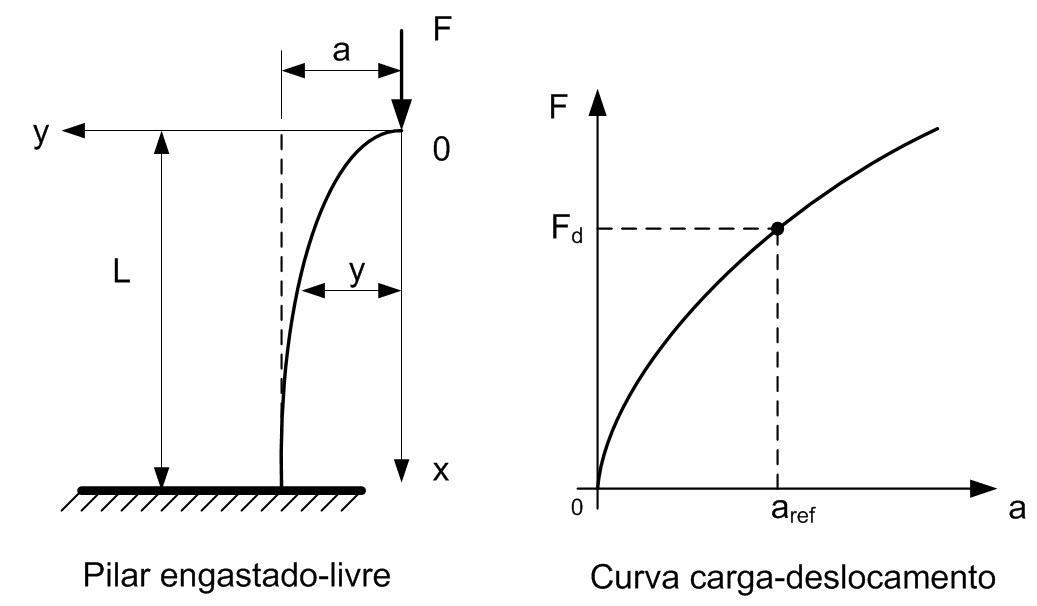 F
a
y
0
L
y
x
Pilar engastado-livre
F
F_d
0
a_ref
a
Curva carga-deslocamento